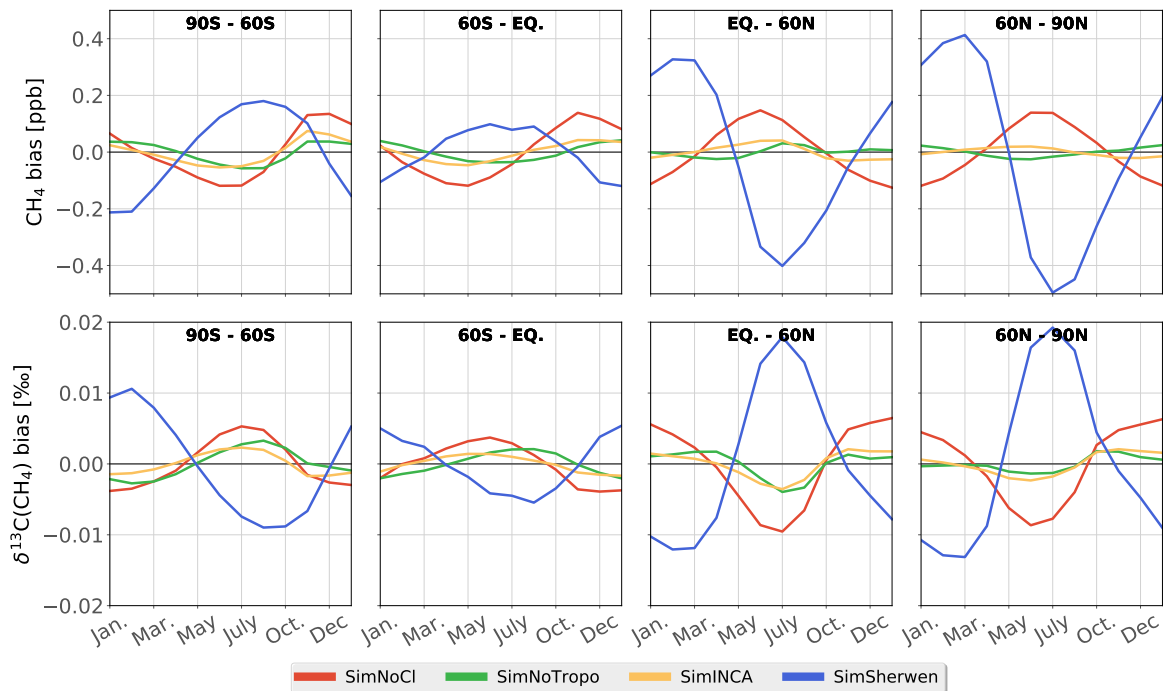 90S - 60S 60S - EQ. EQ. - 60N 60N - 90N
CH₄ bias [ppb]
0.4
0.2
0.0
−0.2
−0.4
90S - 60S 60S - EQ. EQ. - 60N 60N - 90N
δ¹³C(CH₄) bias [‰]
0.02
0.01
0.00
−0.01
−0.02
Jan. Mar. May July Oct. Dec Jan. Mar. May July Oct. Dec Jan. Mar. May July Oct. Dec Jan. Mar. May July Oct. Dec
SimNoCl SimNoTropo SimINCA SimSherwen